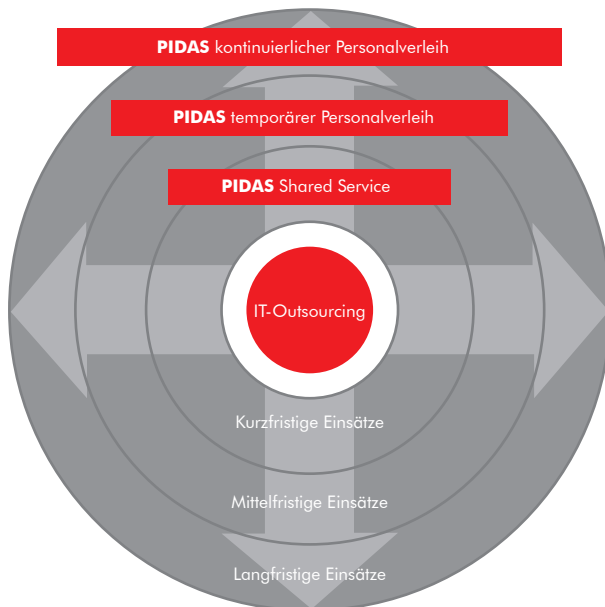 PIDAS kontinuierlicher Personalverleih
PIDAS temporärer Personalverleih
PIDAS Shared Service
IT-Outsourcing
Kurzfristige Einsätze
Mittelfristige Einsätze
Langfristige Einsätze